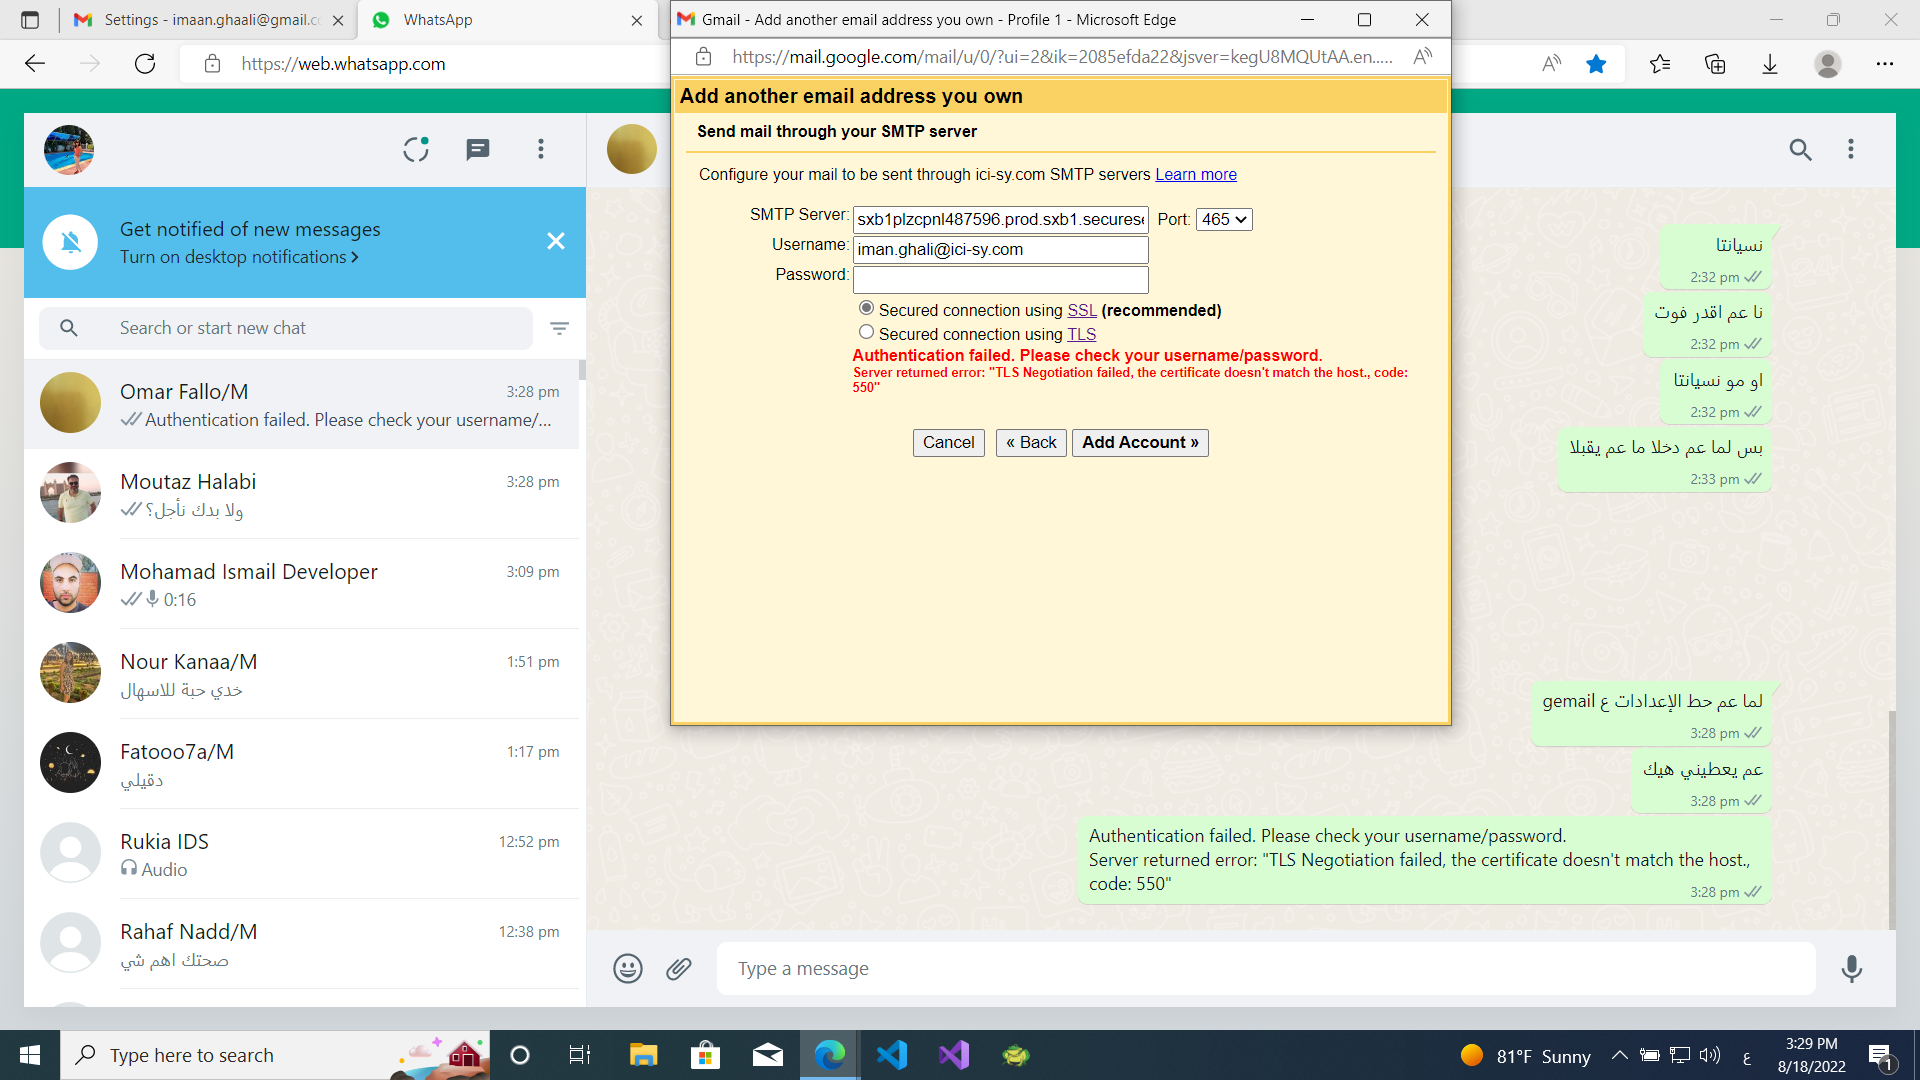 Settings - imaan.ghaali@gmail.co
WhatsApp
https://web.whatsapp.com
Gmail - Add another email address you own - Profile 1 - Microsoft Edge
https://mail.google.com/mail/u/0/?ui=2&ik=2085efda22&jsver=kegU8MQUtAA.en.....
Add another email address you own
Send mail through your SMTP server
Configure your mail to be sent through ici-sy.com SMTP servers Learn more
SMTP Server: sxb1plzcpnl487596.prod.sxb1.securese Port: 465
Username: iman.ghali@ici-sy.com
Password:
Secured connection using SSL (recommended)
Secured connection using TLS
Authentication failed. Please check your username/password.
Server returned error: "TLS Negotiation failed, the certificate doesn't match the host., code:
550"
Cancel « Back Add Account »
Get notified of new messages
Turn on desktop notifications >
Search or start new chat
Omar Fallo/M 3:28 pm
Authentication failed. Please check your username/...
Moutaz Halabi 3:28 pm
ولا بدك نأجل؟
Mohamad Ismail Developer 3:09 pm
0:16
Nour Kanaa/M 1:51 pm
خدي حبة للاسهال
Fatooo7a/M 1:17 pm
دقيلي
Rukia IDS 12:52 pm
Audio
Rahaf Nadd/M 12:38 pm
صحتك اهم شي
نسيانتا
2:32 pm
نا عم اقدر فوت
2:32 pm
او مو نسيانتا
2:32 pm
بس لما عم دخلا ما عم يقبلا
2:33 pm
لما عم حط الإعدادات ع gemail
3:28 pm
عم يعطيني هيك
3:28 pm
Authentication failed. Please check your username/password.
Server returned error: "TLS Negotiation failed, the certificate doesn't match the host.,
code: 550"
3:28 pm
Type a message
Type here to search
81°F Sunny
ع
3:29 PM
8/18/2022
1